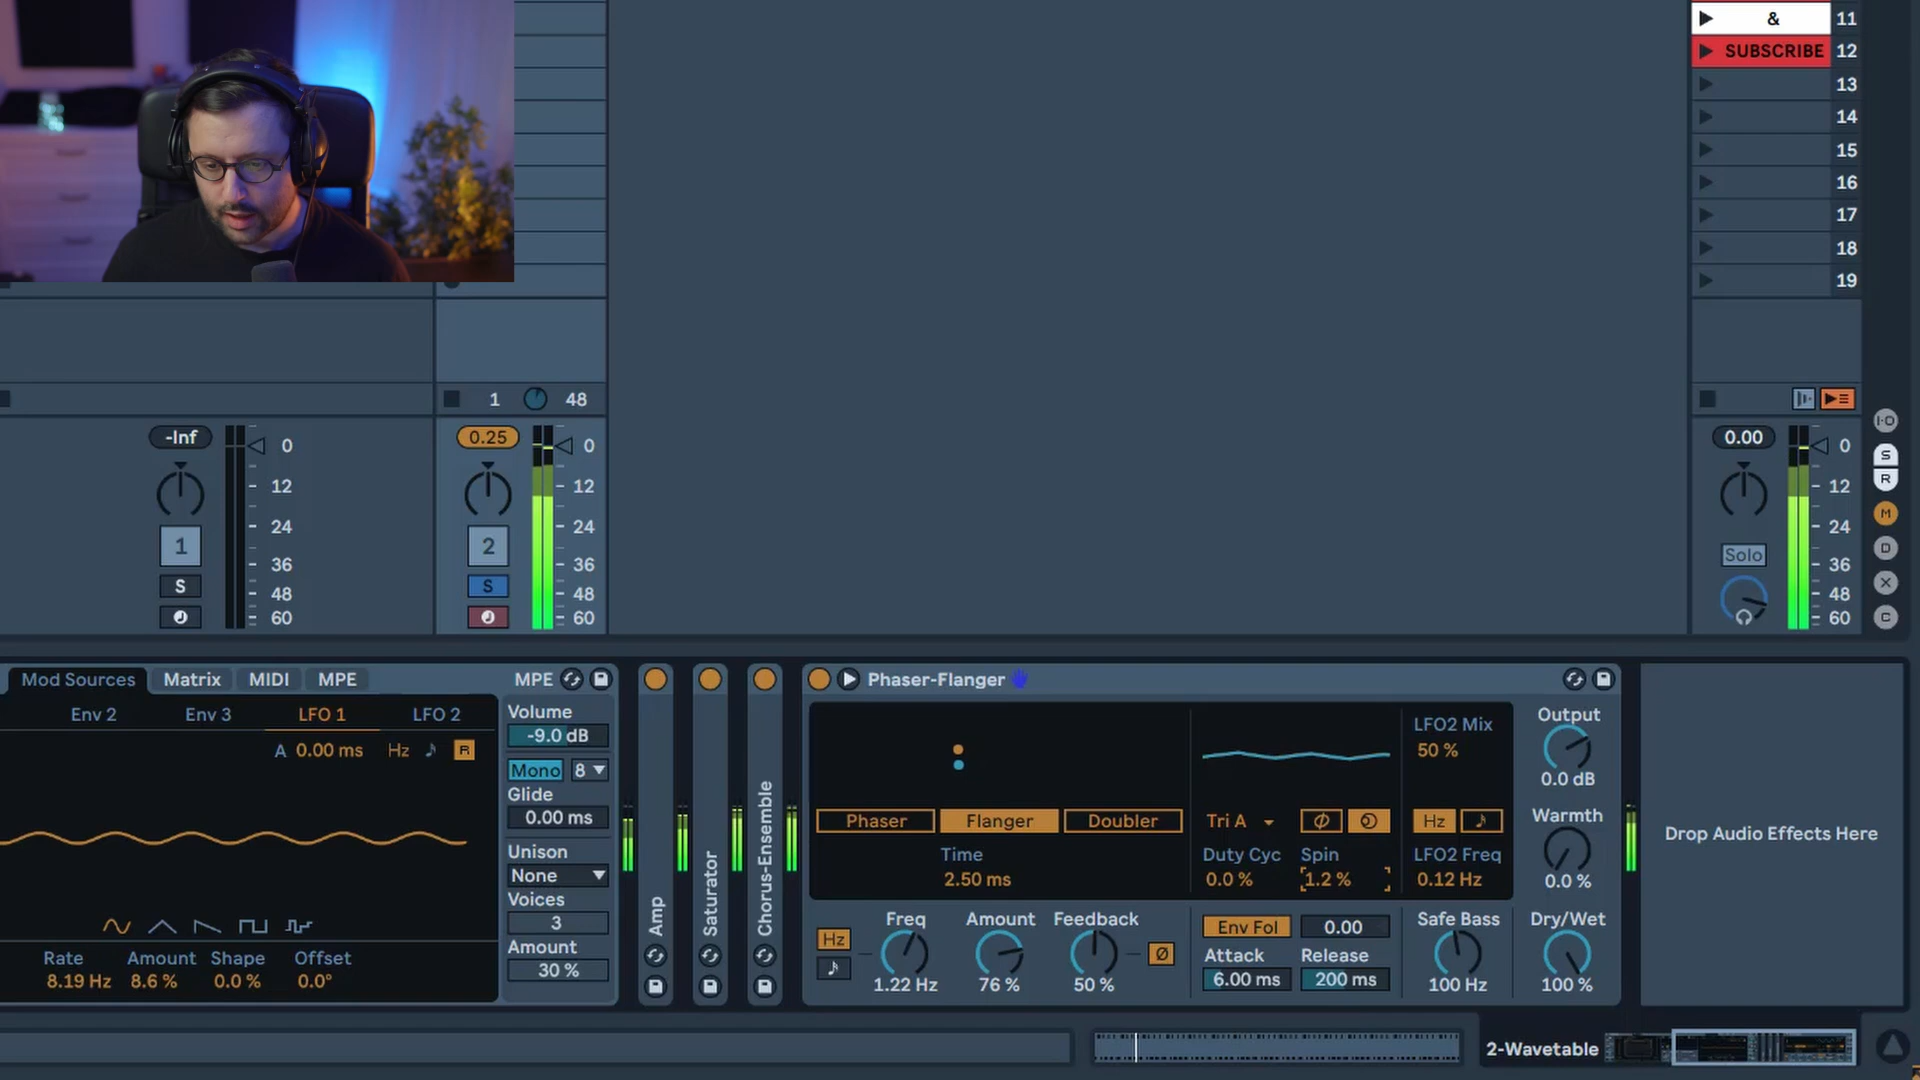 & 11
SUBSCRIBE 12
13
14
15
16
17
18
19
1 48
-Inf 0
12
24
36
48
60
1
S
0.25 0
12
24
36
48
60
2
S
0.00 0
12
24
36
48
60
Solo
I·O
S
R
M
D
X
C
Mod Sources Matrix MIDI MPE MPE
Env 2 Env 3 LFO 1 LFO 2
A 0.00 ms Hz R
Rate Amount Shape Offset
8.19 Hz 8.6 % 0.0 % 0.0°
Volume
-9.0 dB
Mono 8
Glide
0.00 ms
Unison
None
Voices
3
Amount
30 %
Amp
Saturator
Chorus-Ensemble
Phaser-Flanger
Phaser Flanger Doubler
Time
2.50 ms
Tri A
Duty Cyc Spin
0.0 % 1.2 %
LFO2 Mix
50 %
Hz
LFO2 Freq
0.12 Hz
Output
0.0 dB
Warmth
0.0 %
Hz
Freq Amount Feedback
1.22 Hz 76 % 50 % Ø
Env Fol 0.00
Attack Release
6.00 ms 200 ms
Safe Bass
100 Hz
Dry/Wet
100 %
Drop Audio Effects Here
2-Wavetable